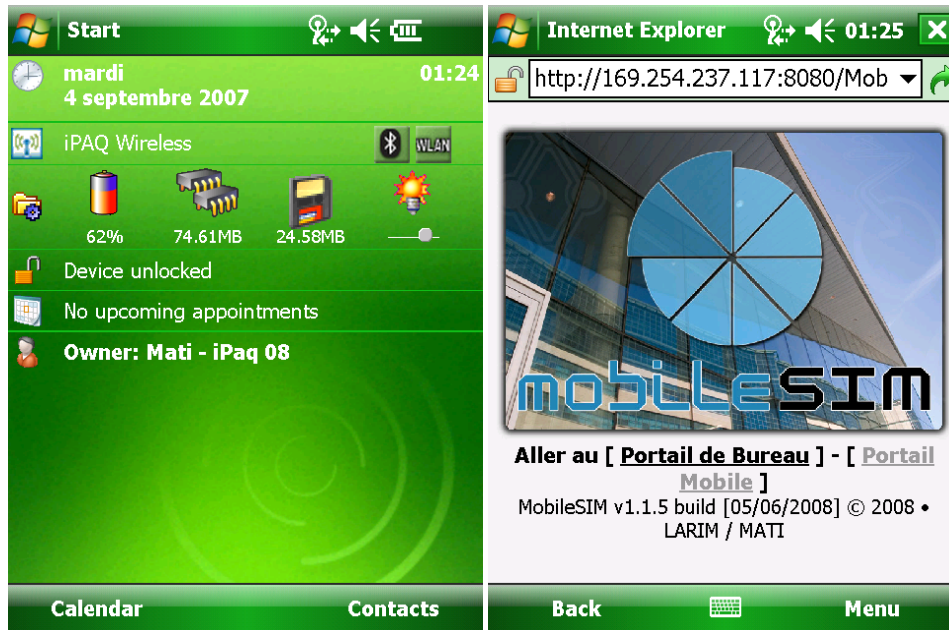 Start
mardi
01:24
4 septembre 2007
iPAQ Wireless
WLAN
62%
74.61MB
24.58MB
Device unlocked
No upcoming appointments
Owner: Mati - iPaq 08
Calendar
Contacts
Internet Explorer
01:25
http://169.254.237.117:8080/Mob
mobileSIM
Aller au [ Portail de Bureau ] - [ Portail
Mobile ]
MobileSIM v1.1.5 build [05/06/2008] © 2008 •
LARIM / MATI
Back
Menu